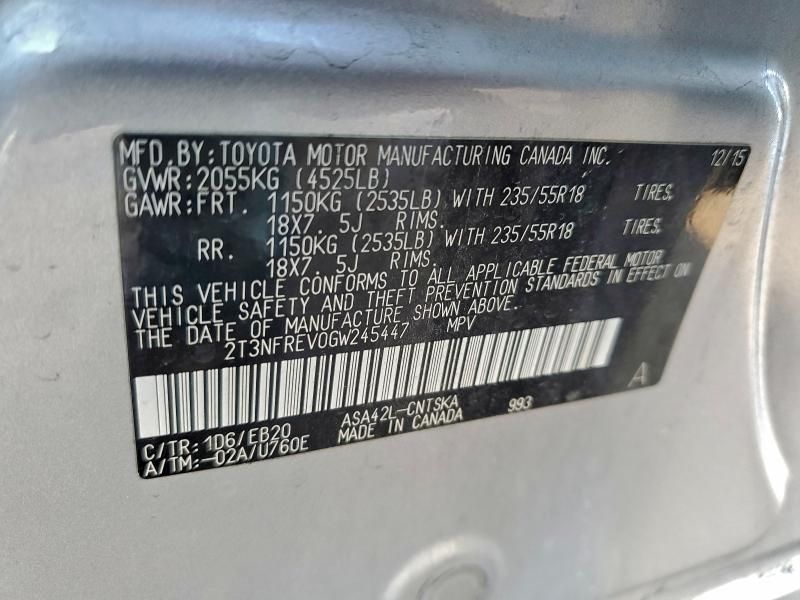 MFD.BY:TOYOTA MOTOR MANUFACTURING CANADA INC. 12/15
GVWR:2055KG (4525LB)
GAWR:FRT. 1150KG (2535LB) WITH 235/55R18 TIRES.
18X7. 5J RIMS.
RR. 1150KG (2535LB) WITH 235/55R18 TIRES.
18X7. 5J RIMS.
THIS VEHICLE CONFORMS TO ALL APPLICABLE FEDERAL MOTOR
VEHICLE SAFETY AND THEFT PREVENTION STANDARDS IN EFFECT ON
THE DATE OF MANUFACTURE SHOWN ABOVE.
2T3NFREV0GW245447 MPV
A
C/TR:1D6/EB20 ASA42L-CNTSKA 993
A/TM:-02A/U760E MADE IN CANADA